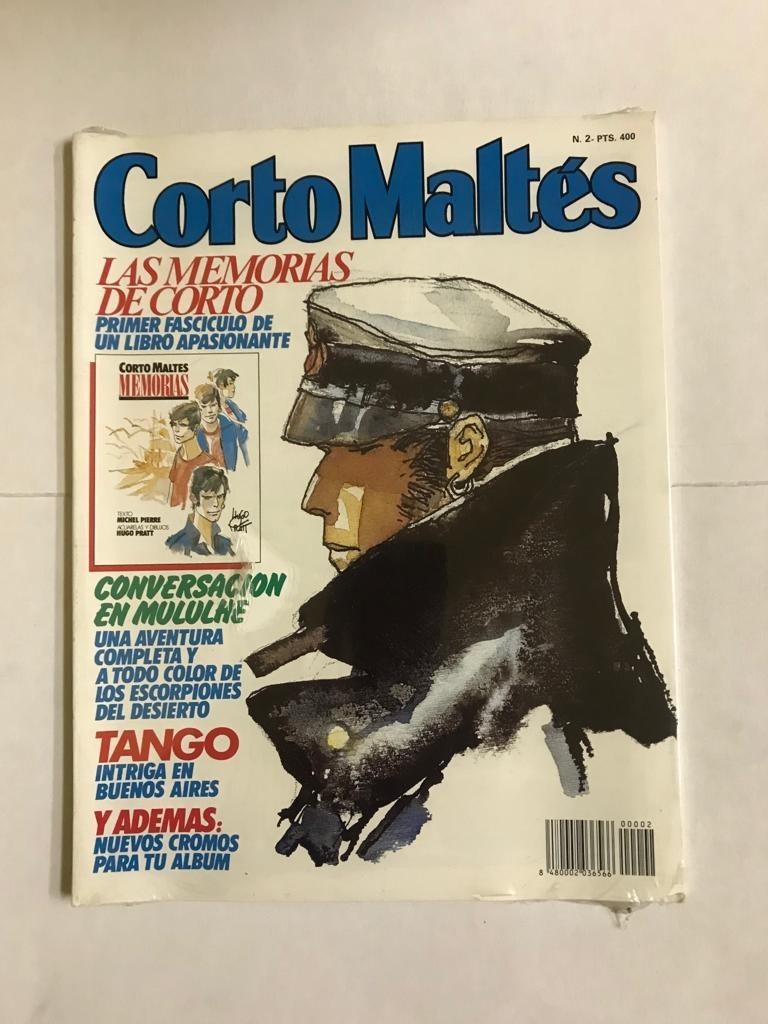 N. 2- PTS. 400
Corto Maltés
LAS MEMORIAS
DE CORTO
PRIMER FASCICULO DE
UN LIBRO APASIONANTE
CORTO MALTES
MEMORIAS
TEXTO
MICHEL PIERRE
ACUARELAS Y DIBUJOS
HUGO PRATT
HUGO
PRATT
CONVERSACION
EN MULULHE
UNA AVENTURA
COMPLETA Y
A TODO COLOR DE
LOS ESCORPIONES
DEL DESIERTO
TANGO
INTRIGA EN
BUENOS AIRES
Y ADEMAS:
NUEVOS CROMOS
PARA TU ALBUM
00002
8 480002 036566